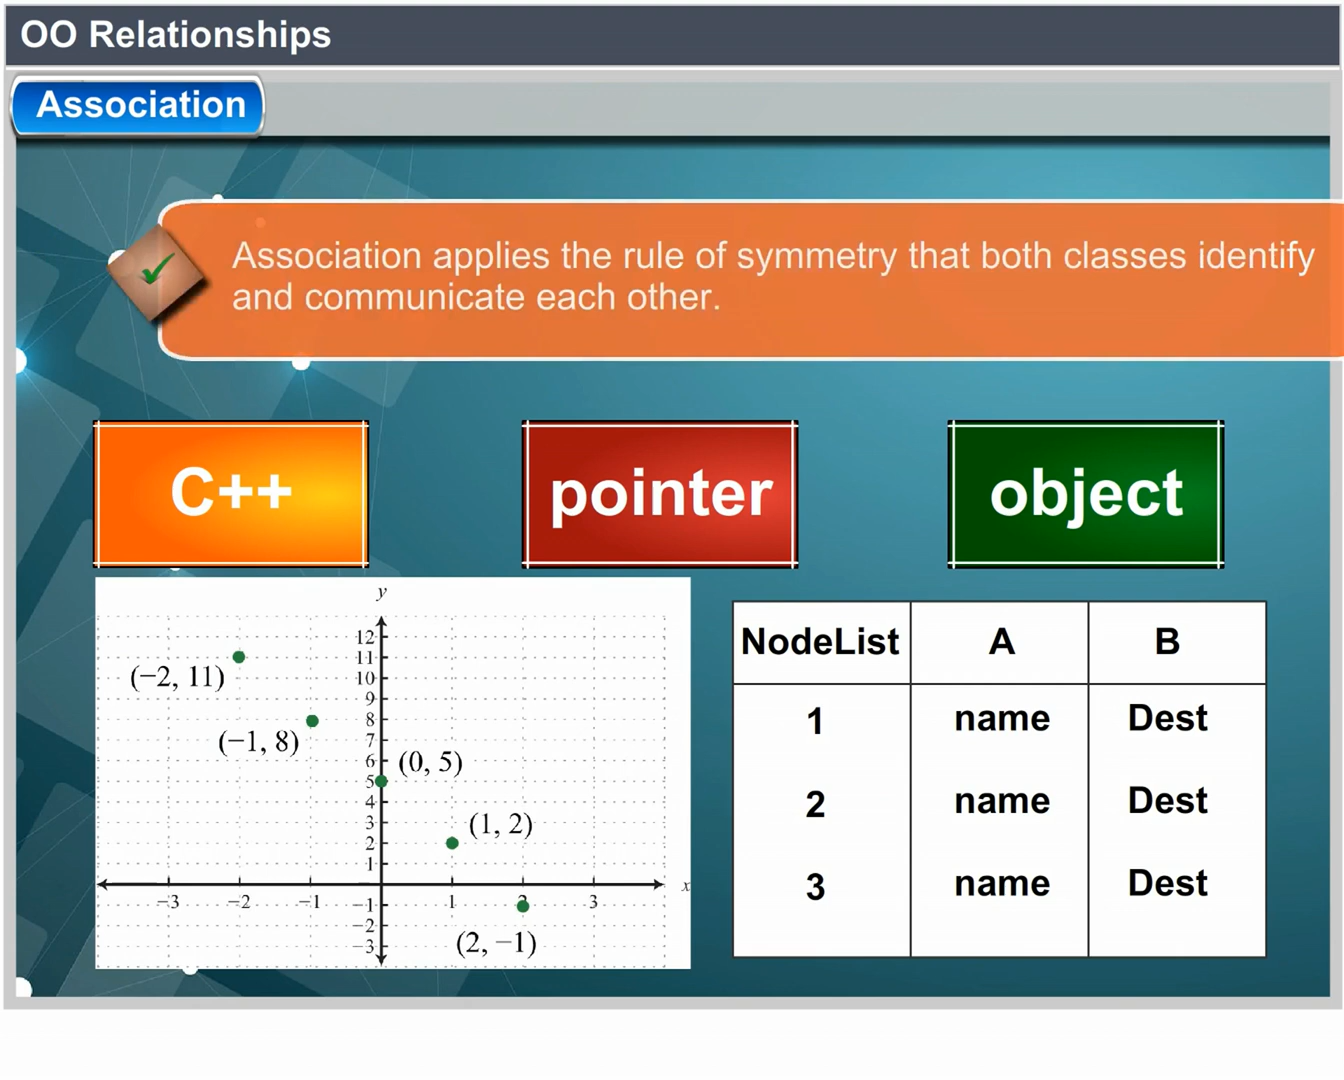 OO Relationships
Association
Association applies the rule of symmetry that both classes identify
and communicate each other.
C++ pointer object
y
12
11
(−2, 11)
10
9
8
(−1, 8)
7
6
(0, 5)
5
4
3
(1, 2)
2
1
x
−3 −2 −1 1 2 3
−1
−2
−3
(2, −1)
NodeList A B
1 name Dest
2 name Dest
3 name Dest